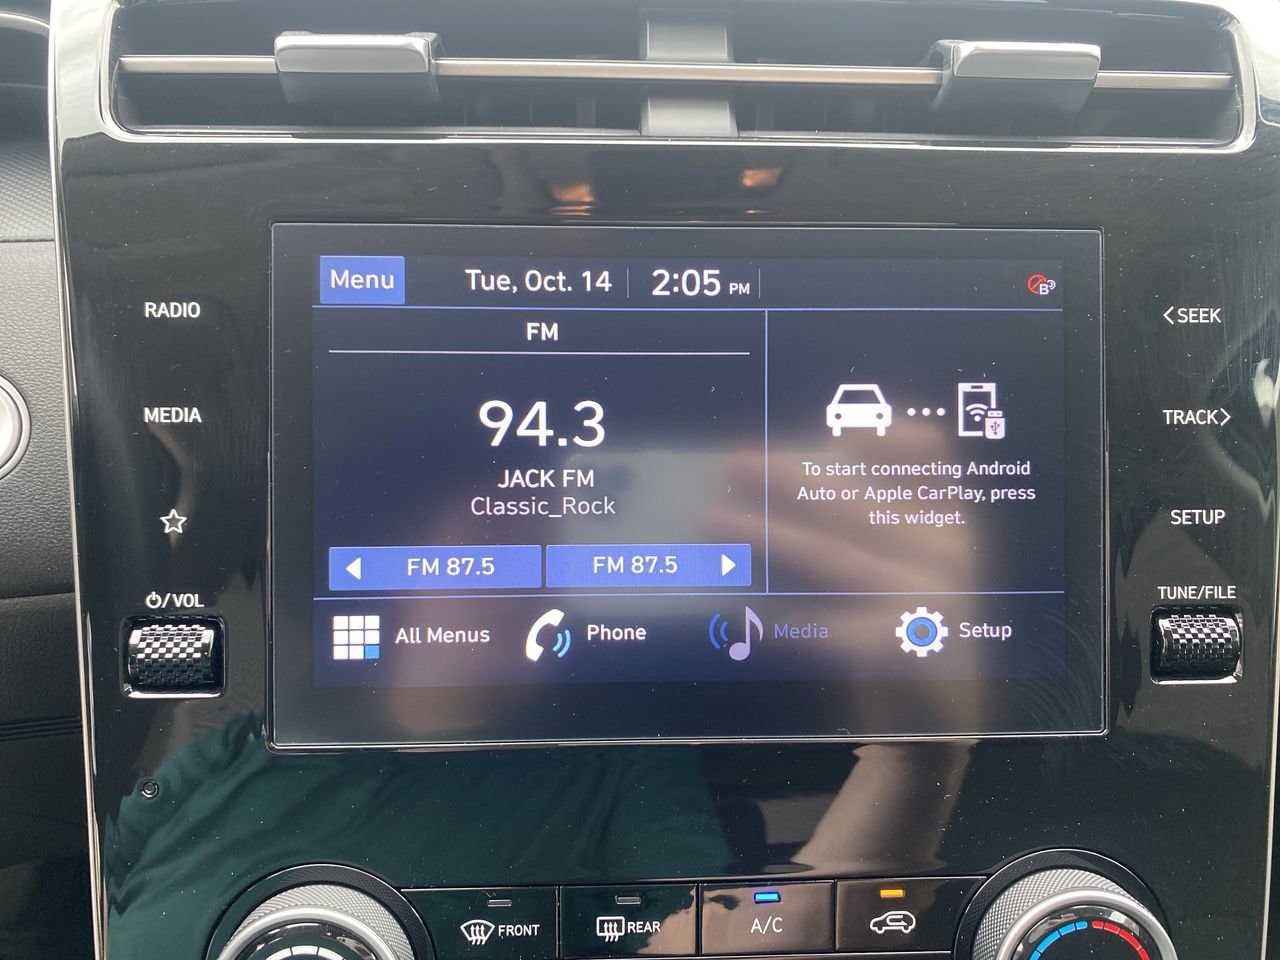 Menu Tue, Oct. 14 2:05 PM
B
RADIO
MEDIA
⏻/VOL
FM
94.3
JACK FM
Classic_Rock
FM 87.5 FM 87.5
To start connecting Android
Auto or Apple CarPlay, press
this widget.
All Menus Phone Media Setup
<SEEK
TRACK>
SETUP
TUNE/FILE
FRONT REAR A/C